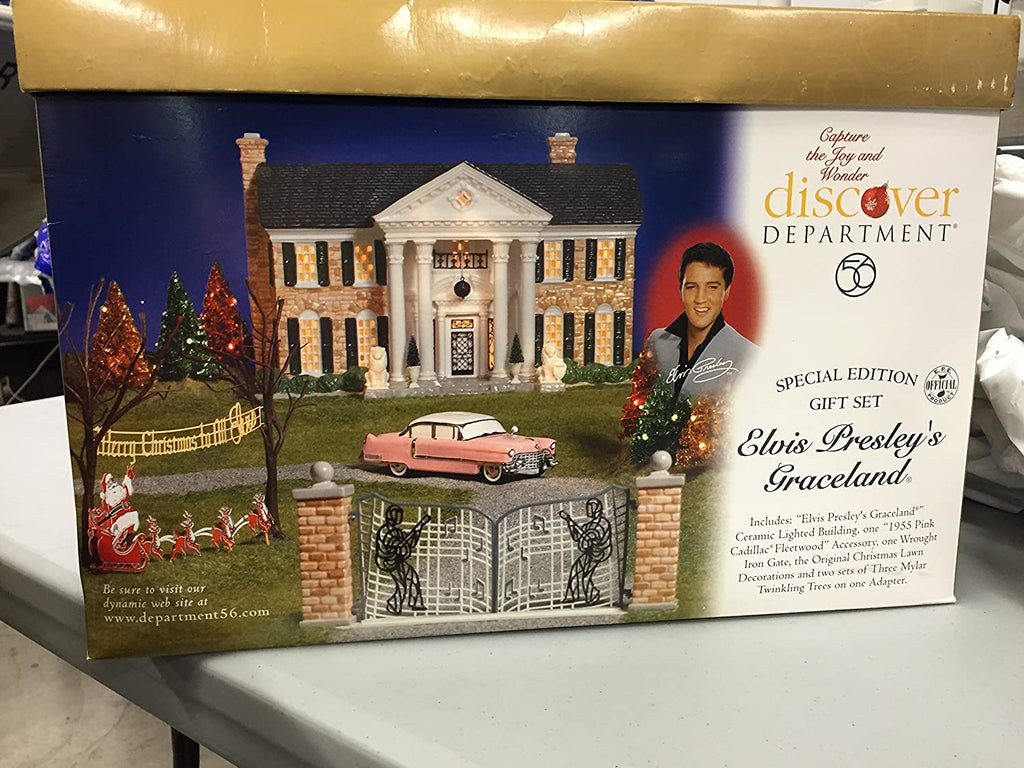 Capture
the Joy and
Wonder
discover
DEPARTMENT®
56
Elvis Presley
SPECIAL EDITION
GIFT SET
E.P.E.
OFFICIAL
PRODUCT
Elvis Presley's
Graceland®
Includes: "Elvis Presley's Graceland®"
Ceramic Lighted Building, one "1955 Pink
Cadillac® Fleetwood" Accessory, one Wrought
Iron Gate, the Original Christmas Lawn
Decorations and two sets of Three Mylar
Twinkling Trees on one Adapter.
Merry Christmas to All
Be sure to visit our
dynamic web site at
www.department56.com